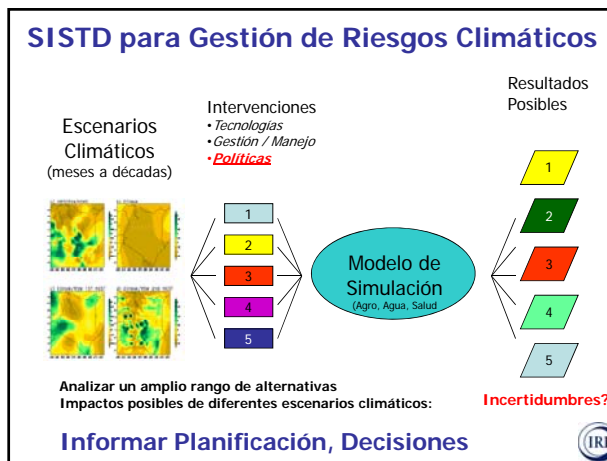 SISTD para Gestión de Riesgos Climáticos
Escenarios
Climáticos
(meses a décadas)
Intervenciones
•Tecnologías
•Gestión / Manejo
•Políticas
1
2
3
4
5
Modelo de
Simulación
(Agro, Agua, Salud
Resultados
Posibles
1
2
3
4
5
Analizar un amplio rango de alternativas
Impactos posibles de diferentes escenarios climáticos:
Incertidumbres?
Informar Planificación, Decisiones
IRI